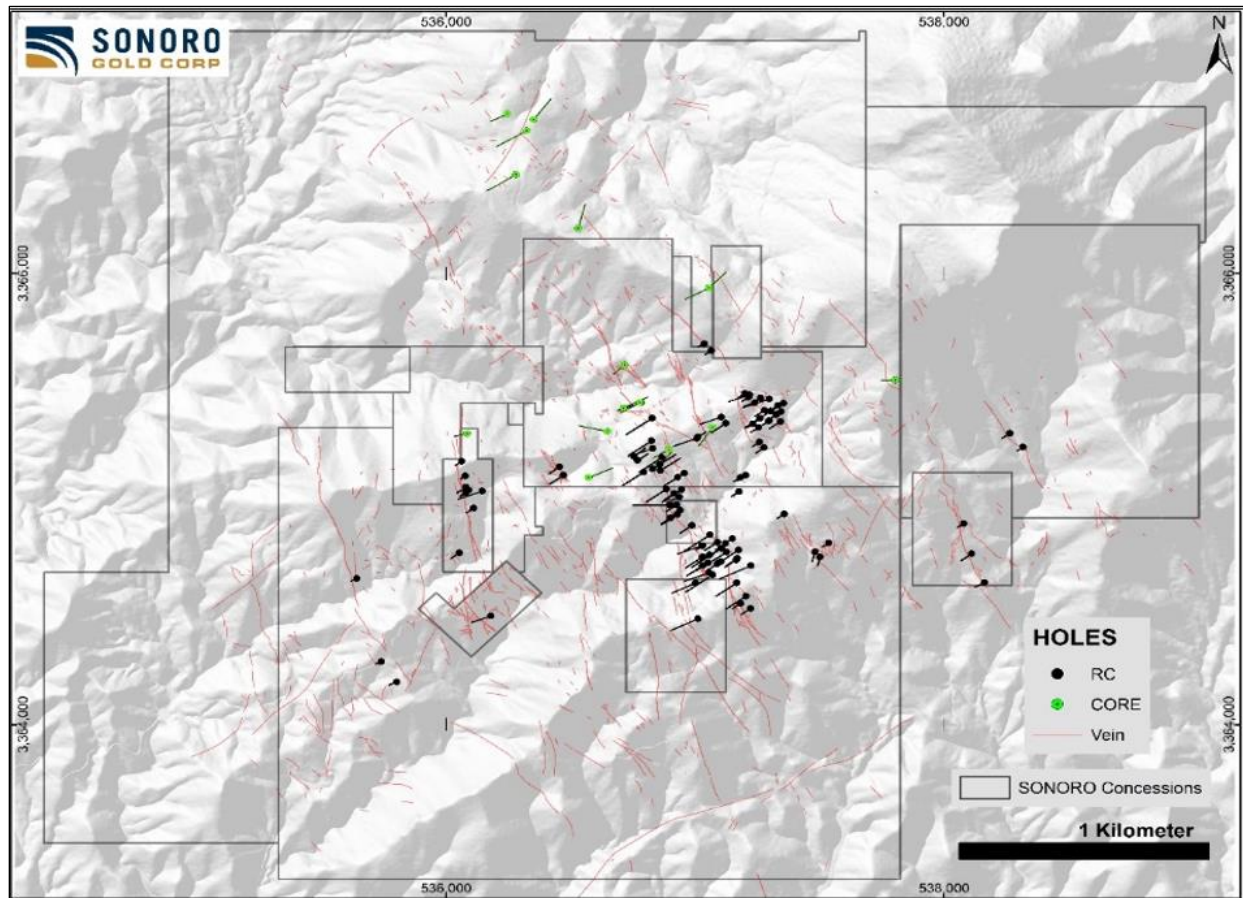 536,000
538,000
SONORO
GOLD CORP
N
3,366,000
3,366,000
HOLES
RC
CORE
Vein
3,364,000
3,364,000
SONORO Concessions
1 Kilometer
536,000
538,000